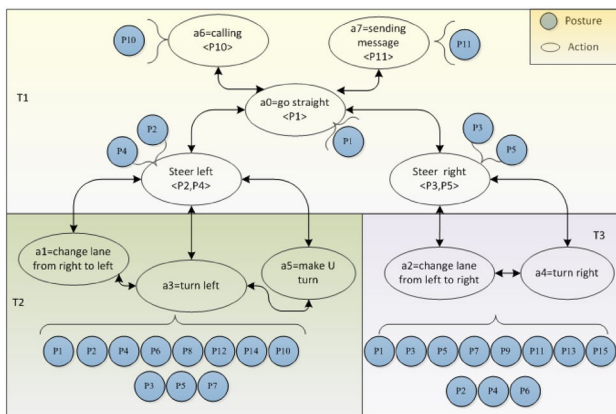 Posture
Action
a6=calling
<P10>
P10
a7=sending
message
<P11>
P11
T1
a0=go straight
<P1>
P1
P2
P4
P3
P5
Steer left
<P2,P4>
Steer right
<P3,P5>
T3
a1=change lane
from right to left
a3=turn left
a5=make U
turn
a2=change lane
from left to right
a4=turn right
T2
P1 P2 P4 P6 P8 P12 P14 P10
P3 P5 P7
P1 P3 P5 P7 P9 P11 P13 P15
P2 P4 P6